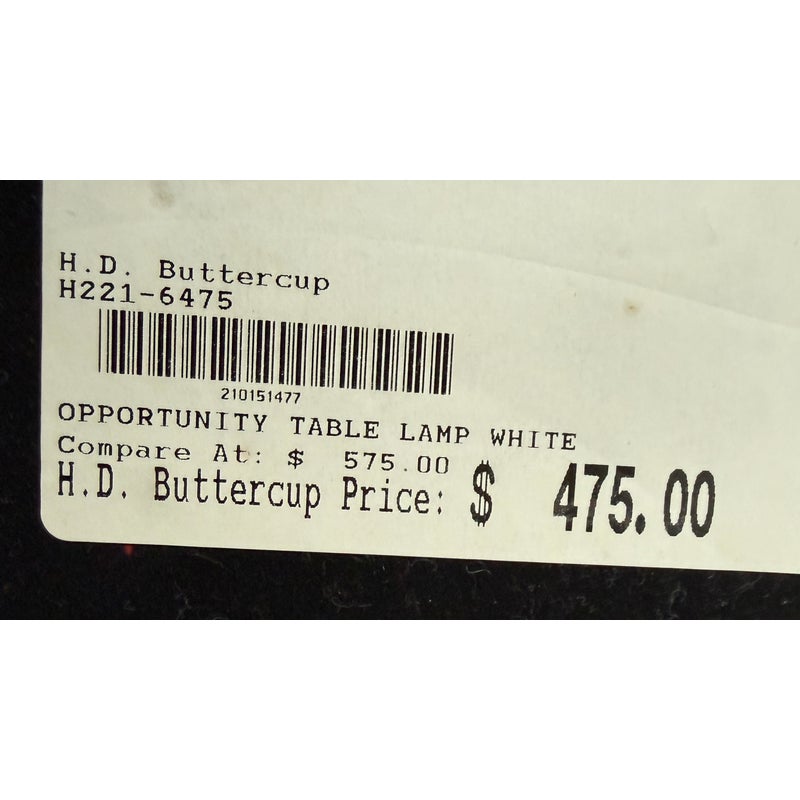 H.D. Buttercup
H221-6475
210151477
OPPORTUNITY TABLE LAMP WHITE
Compare At: $ 575.00
H.D. Buttercup Price: $ 475.00